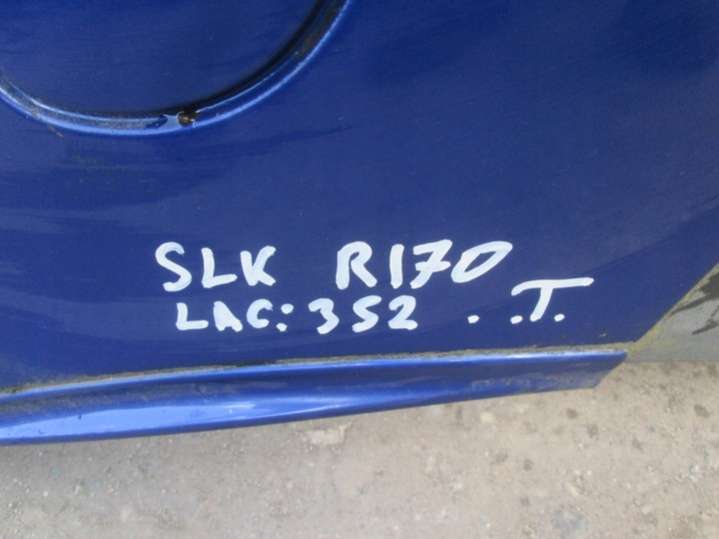 SLK R170
LAC: 352 . .T.